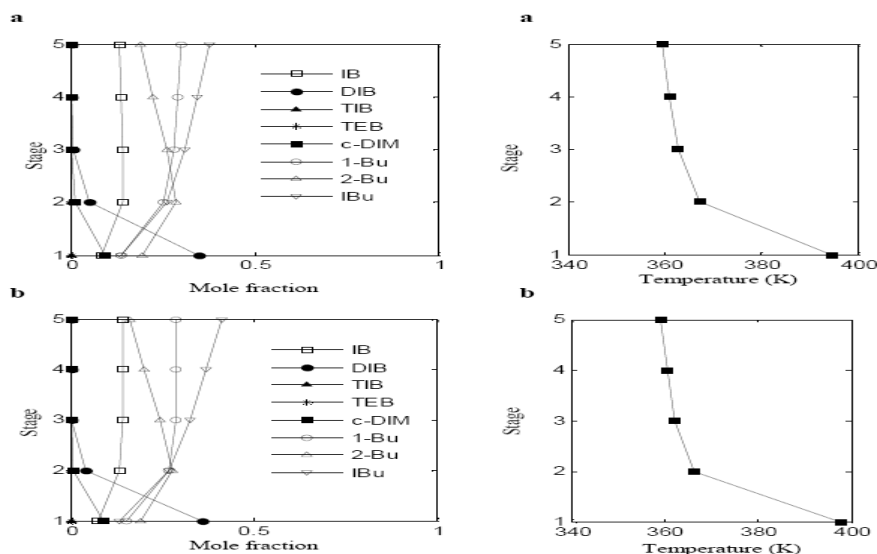 a
5
4
3
2
1
Stage
0
0.5
1
Mole fraction
IB
DIB
TIB
TEB
c-DIM
1-Bu
2-Bu
IBu
a
5
4
3
2
1
Stage
340
360
380
400
Temperature (K)
b
5
4
3
2
1
Stage
0
0.5
1
Mole fraction
IB
DIB
TIB
TEB
c-DIM
1-Bu
2-Bu
IBu
b
5
4
3
2
1
Stage
340
360
380
400
Temperature (K)